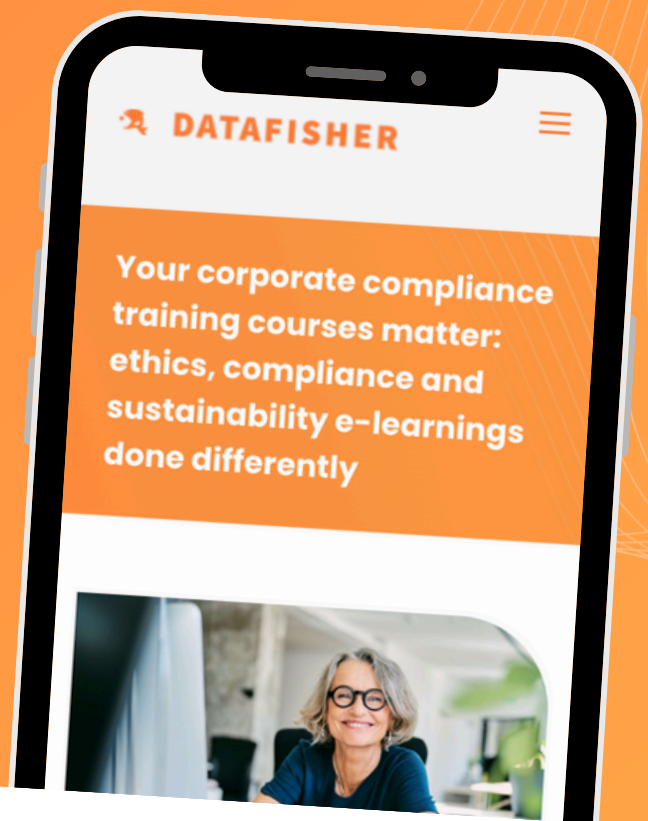 DATAFISHER
Your corporate compliance
training courses matter:
ethics, compliance and
sustainability e-learnings
done differently